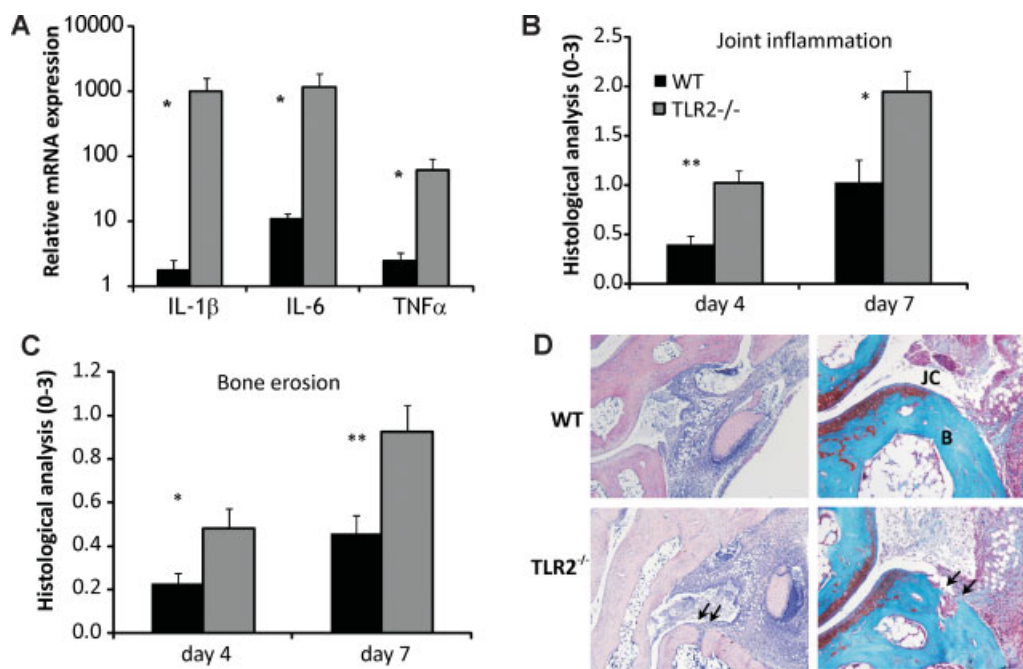 A
Relative mRNA expression
10000
1000
100
10
1
*
*
*
IL-1β
IL-6
TNFα
B
Joint inflammation
Histological analysis (0-3)
2.5
2.0
1.5
1.0
0.5
0.0
WT
TLR2-/-
**
*
day 4
day 7
C
Bone erosion
Histological analysis (0-3)
1.2
1.0
0.8
0.6
0.4
0.2
0.0
*
**
day 4
day 7
D
WT
JC
B
TLR2-/-